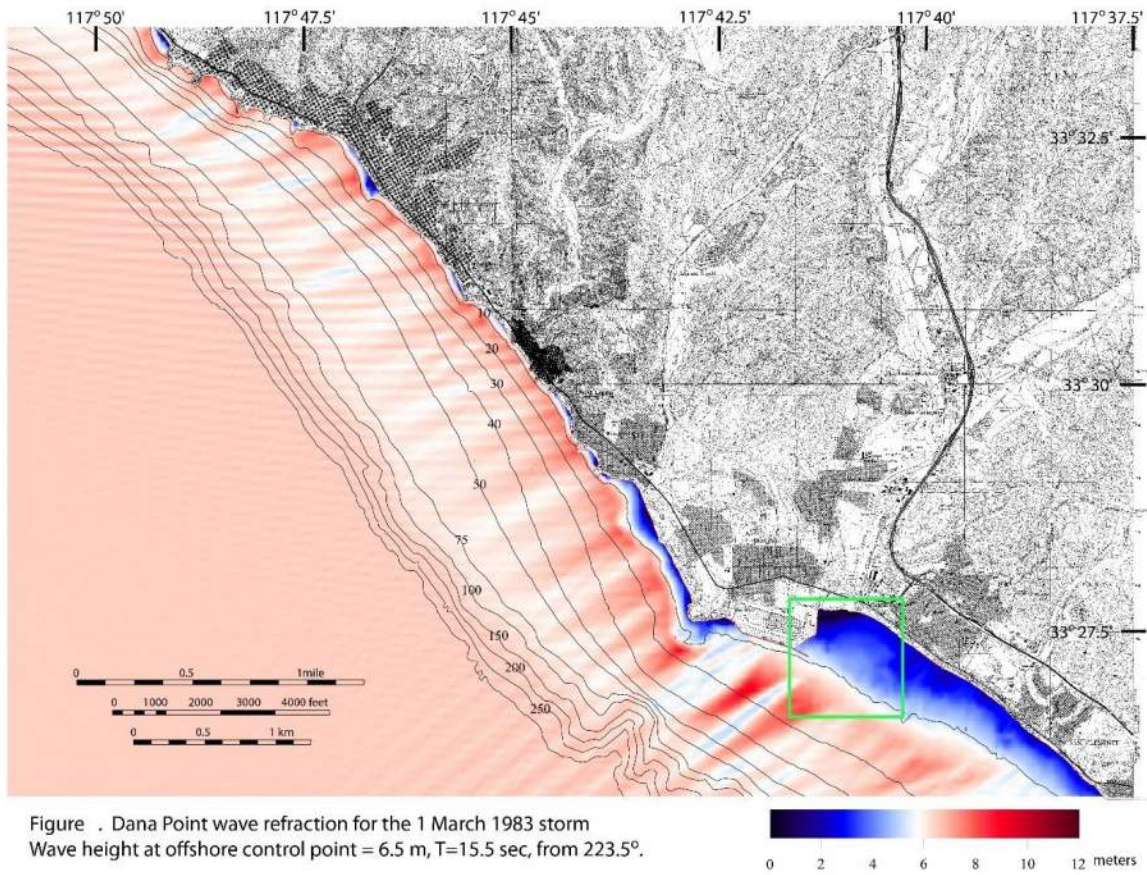 117°50' 117°47.5' 117°45' 117°42.5' 117°40' 117°37.5'
33°32.5'
10
20
30
33°30'
40
50
75
100
150
200
250
33°27.5'
0 0.5 1mile
0 1000 2000 3000 4000 feet
0 0.5 1 km
Figure . Dana Point wave refraction for the 1 March 1983 storm
Wave height at offshore control point = 6.5 m, T=15.5 sec, from 223.5°.
0 2 4 6 8 10 12 meters